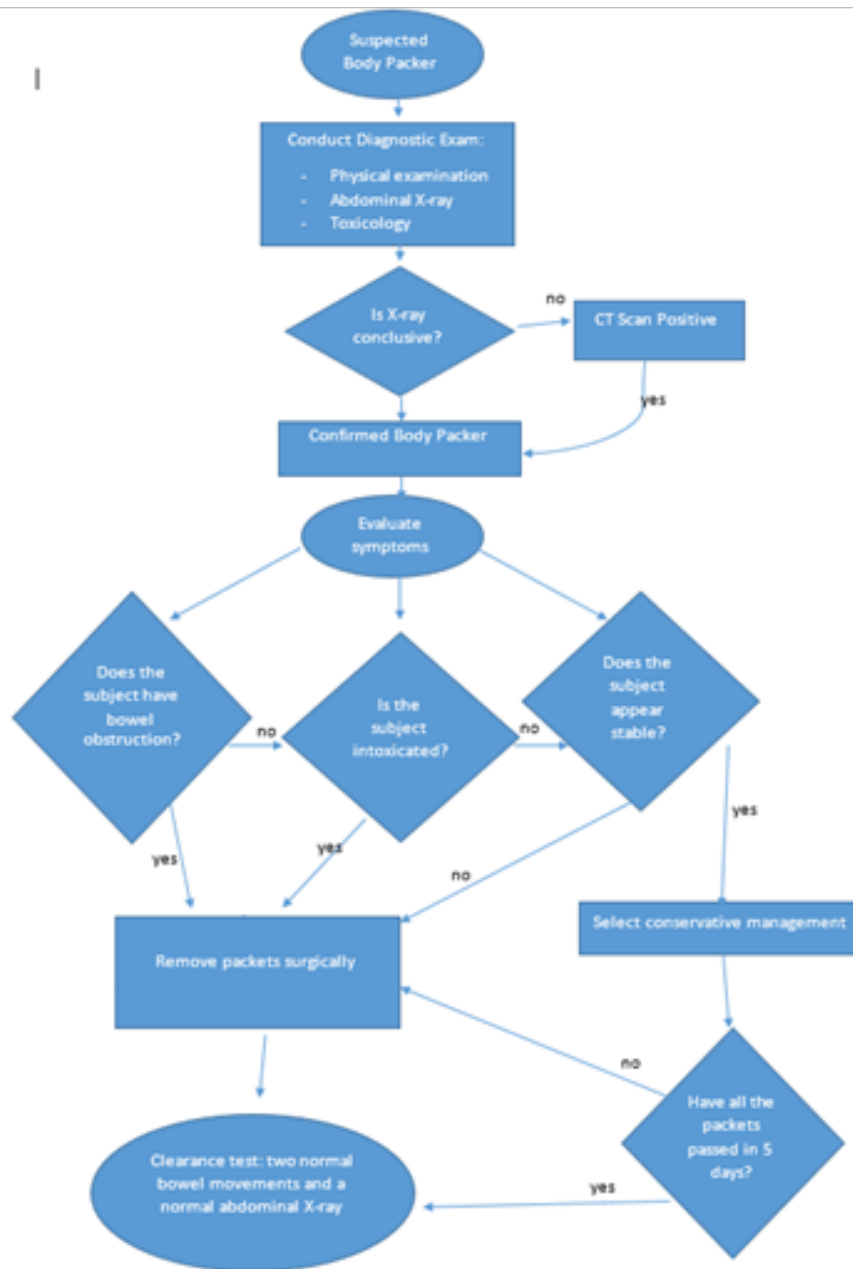 Suspected
Body Packer
Conduct Diagnostic Exam:
- Physical examination
- Abdominal X-ray
- Toxicology
Is X-ray
conclusive?
no
CT Scan Positive
yes
Confirmed Body Packer
Evaluate
symptoms
Does the
subject have
bowel
obstruction?
no
Is the
subject
intoxicated?
no
Does the
subject
appear
stable?
yes
yes
no
yes
Remove packets surgically
Select conservative management
no
Have all the
packets
passed in 5
days?
yes
Clearance test: two normal
bowel movements and a
normal abdominal X-ray